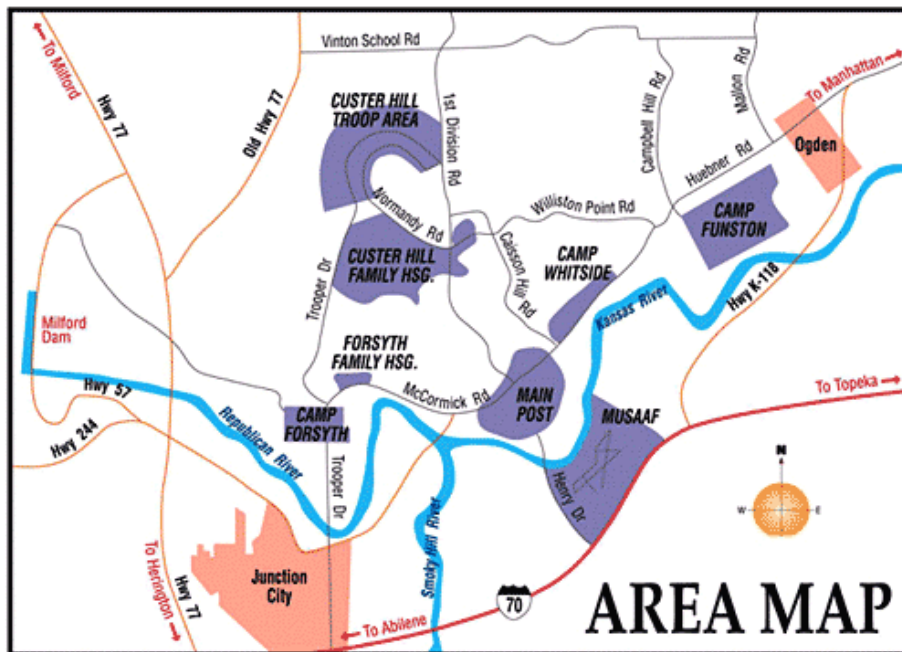 To Milford
Hwy 77
Vinton School Rd
Old Hwy 77
CUSTER HILL
TROOP AREA
1st Division Rd
Campbell Hill Rd
Mallon Rd
To Manhattan
Ogden
Huebner Rd
Normandy Rd
Williston Point Rd
CAMP
FUNSTON
CUSTER HILL
FAMILY HSG.
Caisson Hill
Rd
CAMP
WHITSIDE
Trooper Dr
Kansas River
Hwy K-118
Milford
Dam
FORSYTH
FAMILY HSG.
Hwy 57
McCormick Rd
MAIN
POST
MUSAAF
To Topeka
CAMP
FORSYTH
Republican
River
Hwy 244
Trooper Dr
Smoky Hill River
Henry Dr
N
W
E
S
To Herington
Hwy 77
Junction
City
70
To Abilene
AREA MAP